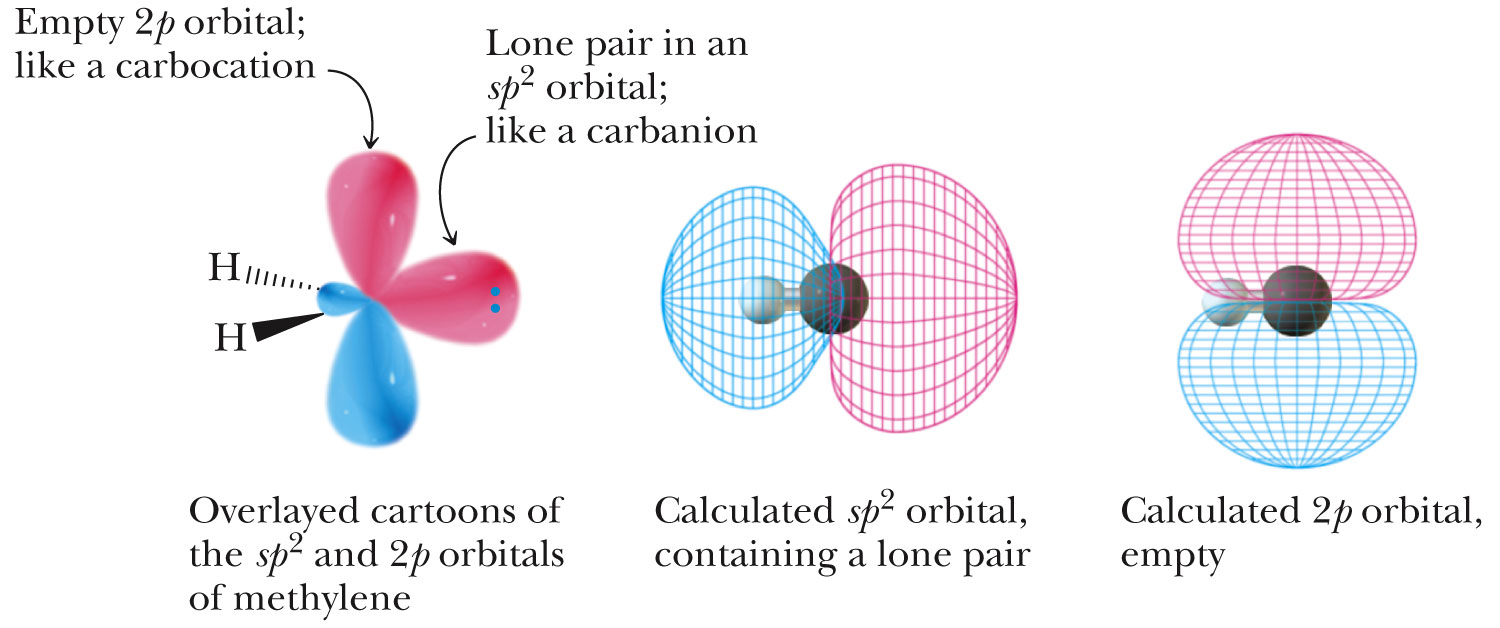 Empty 2p orbital;
like a carbocation
Lone pair in an
sp² orbital;
like a carbanion
H
H
Overlayed cartoons of
the sp² and 2p orbitals
of methylene
Calculated sp² orbital,
containing a lone pair
Calculated 2p orbital,
empty